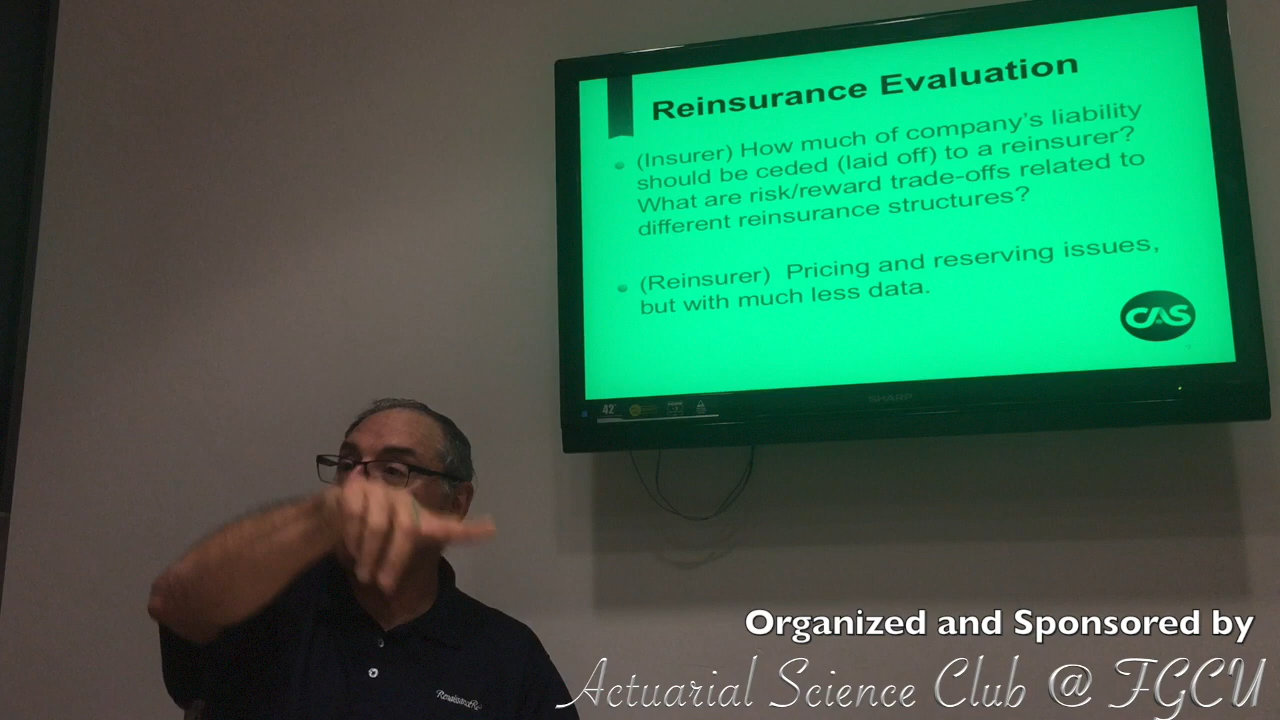 Reinsurance Evaluation
(Insurer) How much of company's liability
should be ceded (laid off) to a reinsurer?
What are risk/reward trade-offs related to
different reinsurance structures?
(Reinsurer) Pricing and reserving issues,
but with much less data.
CAS
42°
SHARP
Organized and Sponsored by
Actuarial Science Club @ FGCU